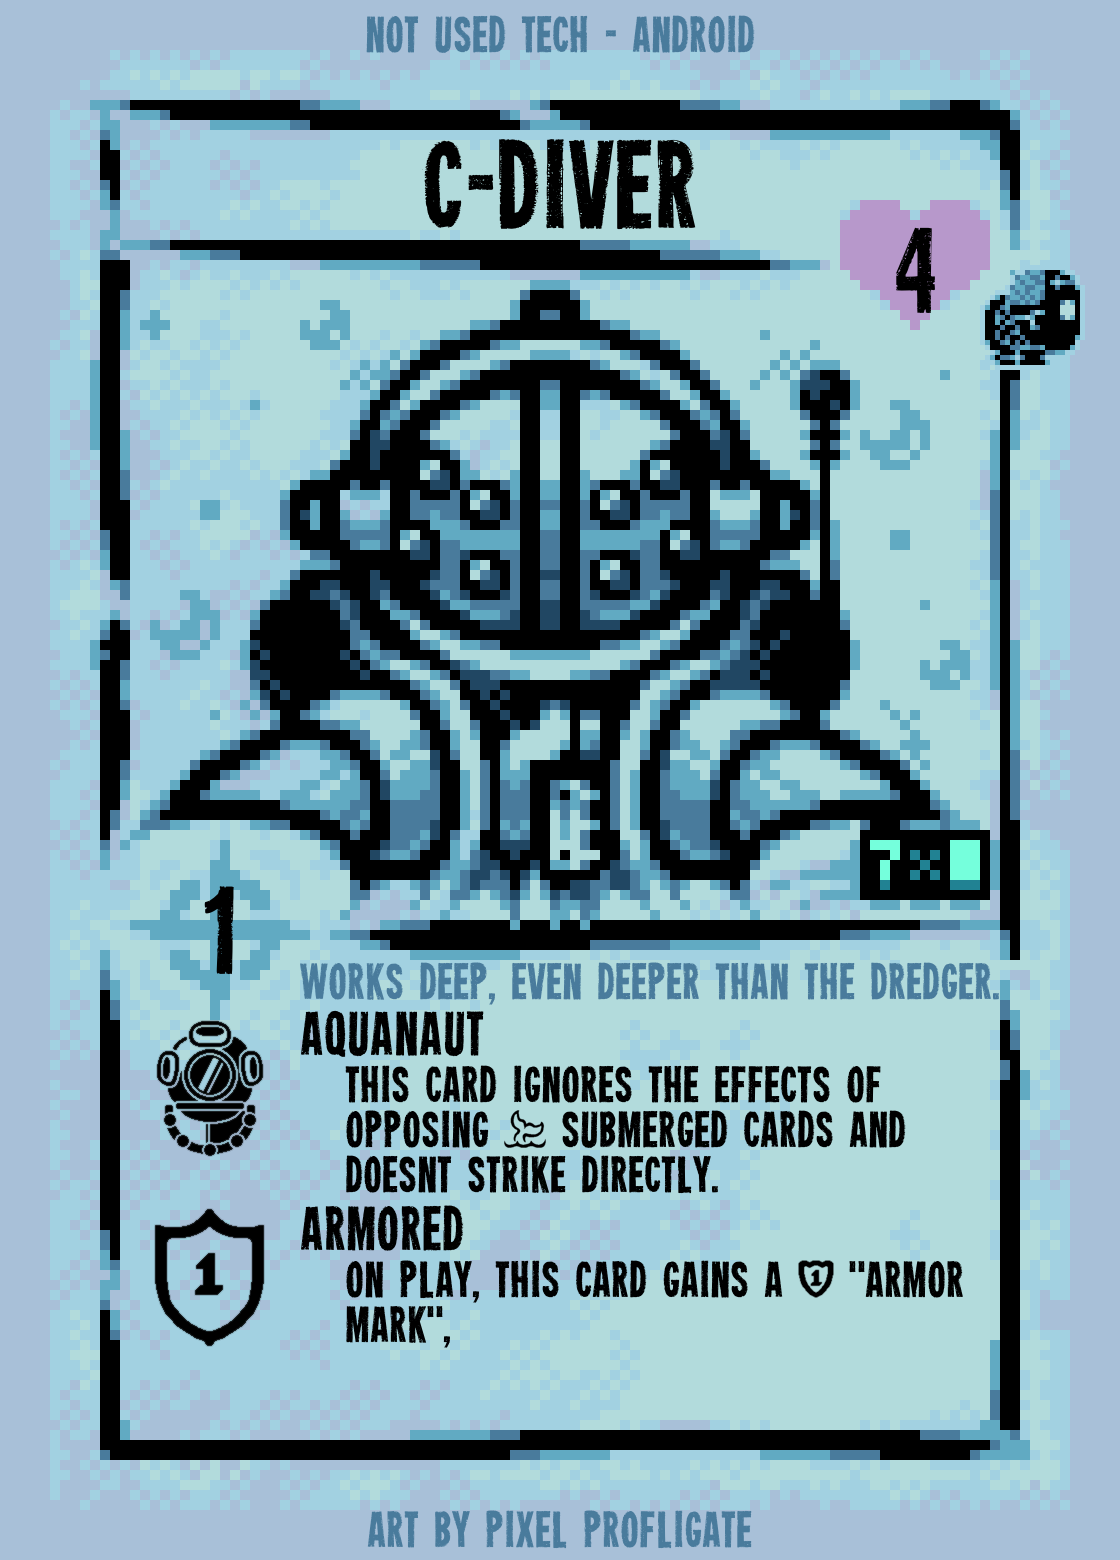 NOT USED TECH - ANDROID
C-DIVER
4
7×
1
WORKS DEEP, EVEN DEEPER THAN THE DREDGER.
AQUANAUT
THIS CARD IGNORES THE EFFECTS OF
OPPOSING SUBMERGED CARDS AND
DOESNT STRIKE DIRECTLY.
ARMORED
1
ON PLAY, THIS CARD GAINS A 1 "ARMOR
MARK",
ART BY PIXEL PROFLIGATE